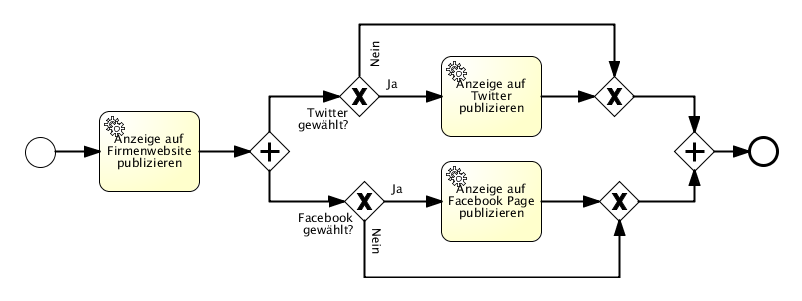 Nein
Ja
Anzeige auf
Twitter
publizieren
Twitter
gewählt?
Anzeige auf
Firmenwebsite
publizieren
Ja
Anzeige auf
Facebook Page
publizieren
Facebook
gewählt?
Nein